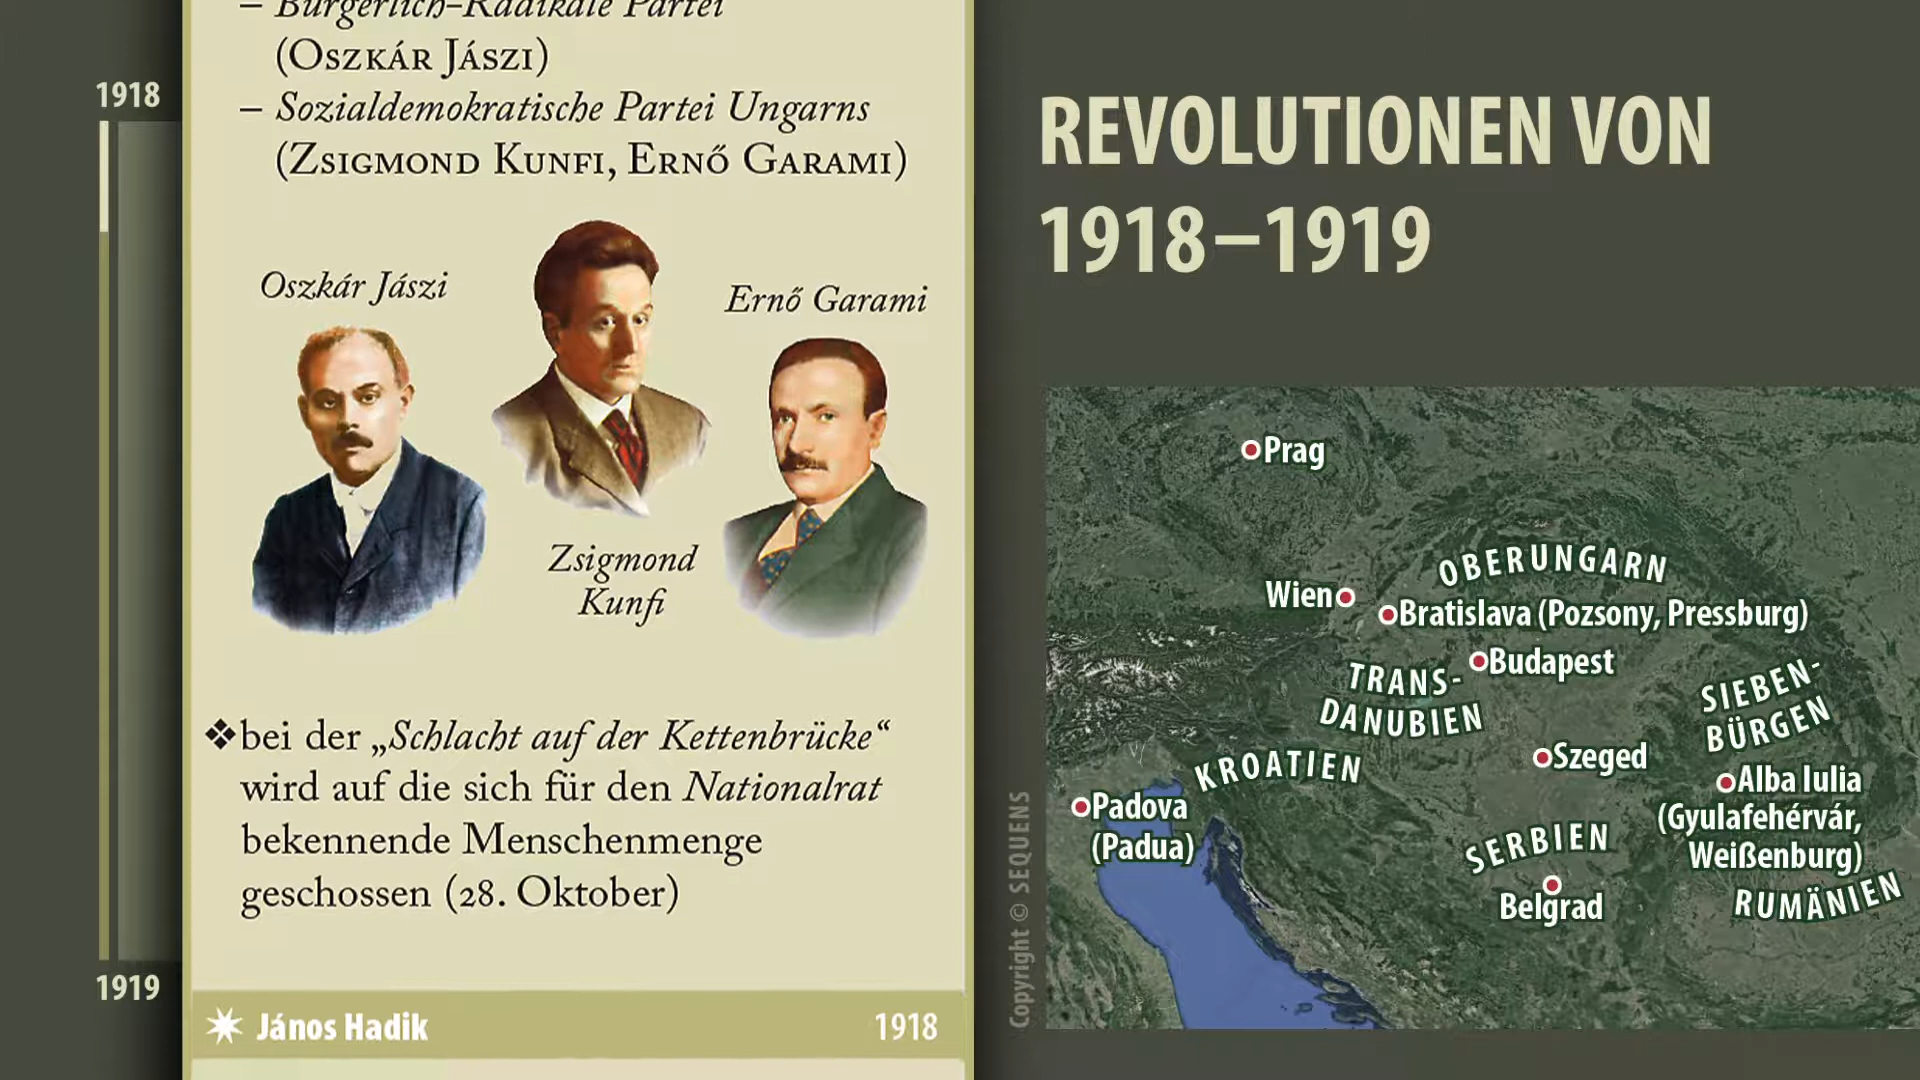 – Bürgerlich-Radikale Partei
(OSZKÁR JÁSZI)
– Sozialdemokratische Partei Ungarns
(ZSIGMOND KUNFI, ERNŐ GARAMI)
Oszkár Jászi
Ernő Garami
Zsigmond
Kunfi
❖ bei der „Schlacht auf der Kettenbrücke“
wird auf die sich für den Nationalrat
bekennende Menschenmenge
geschossen (28. Oktober)
János Hadik 1918
1918
1919
REVOLUTIONEN VON
1918–1919
Prag
OBERUNGARN
Wien
Bratislava (Pozsony, Pressburg)
Budapest
TRANS-
DANUBIEN
SIEBEN-
BÜRGEN
Szeged
KROATIEN
Alba Iulia
(Gyulafehérvár,
Weißenburg)
Padova
(Padua)
SERBIEN
Belgrad
RUMÄNIEN
Copyright © SEQUENS